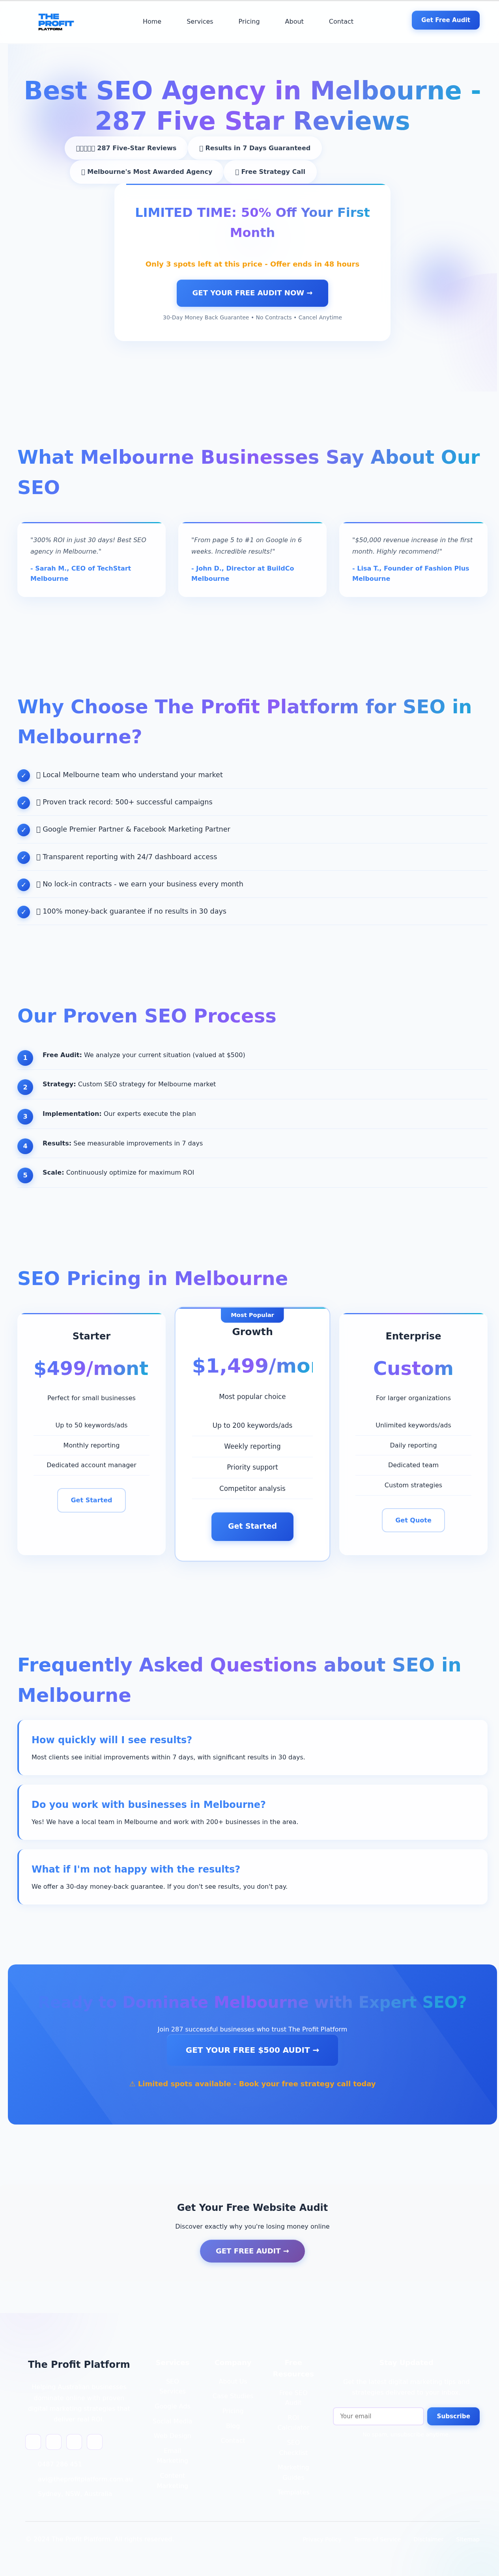 THE
PROFIT
PLATFORM
Home
Services
Pricing
About
Contact
Get Free Audit
Best SEO Agency in Melbourne -
287 Five Star Reviews
287 Five-Star Reviews
Results in 7 Days Guaranteed
Melbourne's Most Awarded Agency
Free Strategy Call
LIMITED TIME: 50% Off Your First
Month
Only 3 spots left at this price - Offer ends in 48 hours
GET YOUR FREE AUDIT NOW →
30-Day Money Back Guarantee • No Contracts • Cancel Anytime
What Melbourne Businesses Say About Our
SEO
"300% ROI in just 30 days! Best SEO
agency in Melbourne."
- Sarah M., CEO of TechStart
Melbourne
"From page 5 to #1 on Google in 6
weeks. Incredible results!"
- John D., Director at BuildCo
Melbourne
"$50,000 revenue increase in the first
month. Highly recommend!"
- Lisa T., Founder of Fashion Plus
Melbourne
Why Choose The Profit Platform for SEO in
Melbourne?
✓ Local Melbourne team who understand your market
✓ Proven track record: 500+ successful campaigns
✓ Google Premier Partner & Facebook Marketing Partner
✓ Transparent reporting with 24/7 dashboard access
✓ No lock-in contracts - we earn your business every month
✓ 100% money-back guarantee if no results in 30 days
Our Proven SEO Process
1 Free Audit: We analyze your current situation (valued at $500)
2 Strategy: Custom SEO strategy for Melbourne market
3 Implementation: Our experts execute the plan
4 Results: See measurable improvements in 7 days
5 Scale: Continuously optimize for maximum ROI
SEO Pricing in Melbourne
Starter
$499/mont
Perfect for small businesses
Up to 50 keywords/ads
Monthly reporting
Dedicated account manager
Get Started
Most Popular
Growth
$1,499/mo
Most popular choice
Up to 200 keywords/ads
Weekly reporting
Priority support
Competitor analysis
Get Started
Enterprise
Custom
For larger organizations
Unlimited keywords/ads
Daily reporting
Dedicated team
Custom strategies
Get Quote
Frequently Asked Questions about SEO in
Melbourne
How quickly will I see results?
Most clients see initial improvements within 7 days, with significant results in 30 days.
Do you work with businesses in Melbourne?
Yes! We have a local team in Melbourne and work with 200+ businesses in the area.
What if I'm not happy with the results?
We offer a 30-day money-back guarantee. If you don't see results, you don't pay.
Dominate Melbourne with Expert SEO?
Join 287 successful businesses who trust The Profit Platform
GET YOUR FREE $500 AUDIT →
⚠ Limited spots available - Book your free strategy call today
Get Your Free Website Audit
Discover exactly why you're losing money online
GET FREE AUDIT →
The Profit Platform
Your email
Subscribe